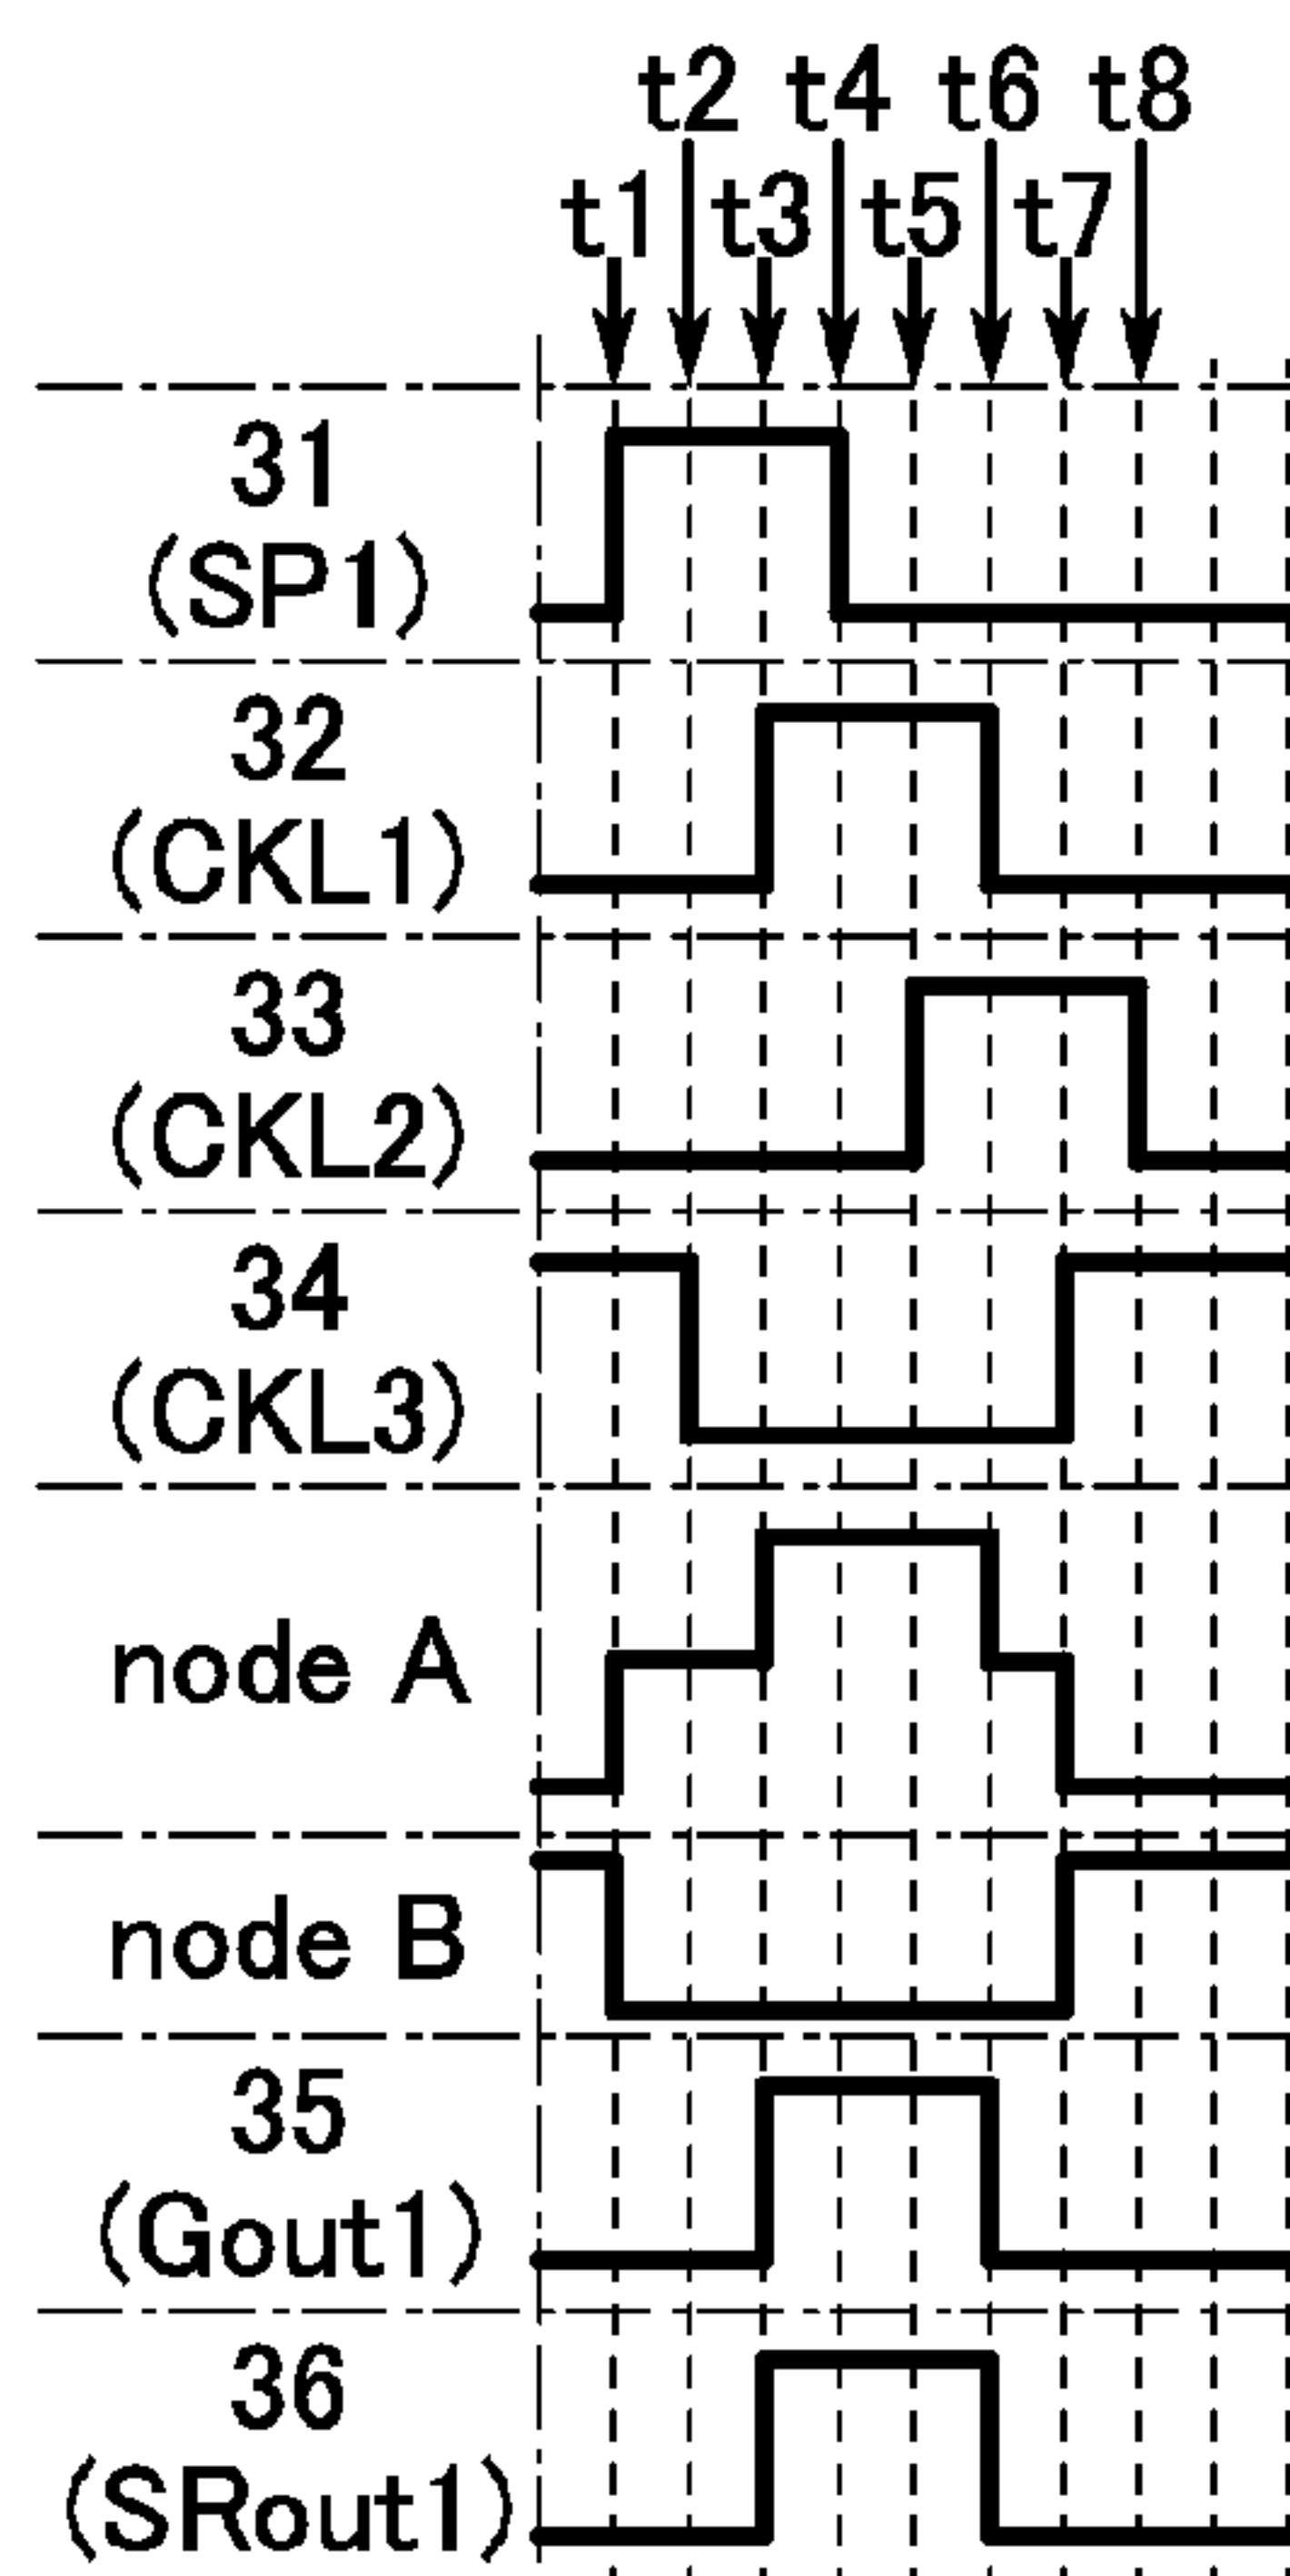 t2 t4 t6 t8
t1 t3 t5 t7
31
(SP1)
32
(CKL1)
33
(CKL2)
34
(CKL3)
node A
node B
35
(Gout1)
36
(SRout1)